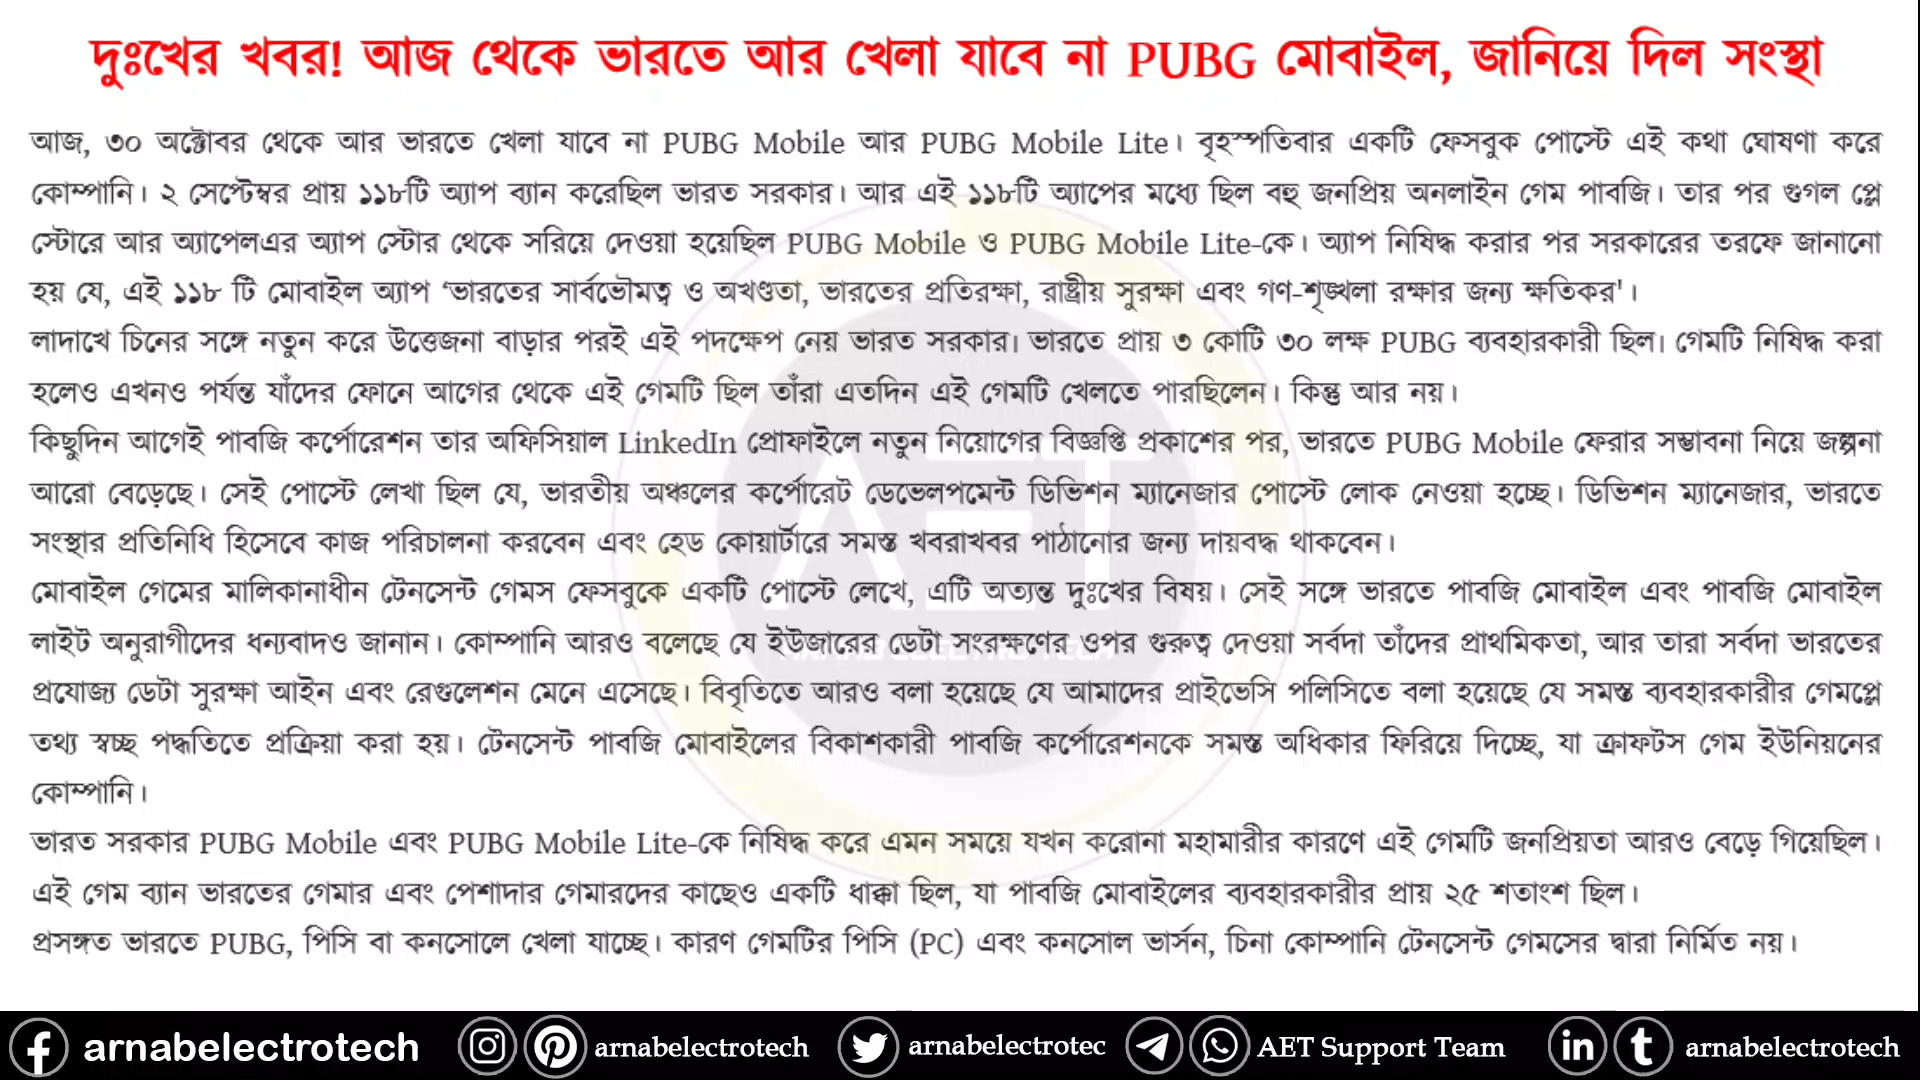 দুঃখের খবর! আজ থেকে ভারতে আর খেলা যাবে না PUBG মোবাইল, জানিয়ে দিল সংস্থা
আজ, ৩০ অক্টোবর থেকে আর ভারতে খেলা যাবে না PUBG Mobile আর PUBG Mobile Lite। বৃহস্পতিবার একটি ফেসবুক পোস্টে এই কথা ঘোষণা করে
কোম্পানি। ২ সেপ্টেম্বর প্রায় ১১৮টি অ্যাপ ব্যান করেছিল ভারত সরকার। আর এই ১১৮টি অ্যাপের মধ্যে ছিল বহু জনপ্রিয় অনলাইন গেম পাবজি। তার পর গুগল প্লে
স্টোরে আর অ্যাপেলএর অ্যাপ স্টোর থেকে সরিয়ে দেওয়া হয়েছিল PUBG Mobile ও PUBG Mobile Lite-কে। অ্যাপ নিষিদ্ধ করার পর সরকারের তরফে জানানো
হয় যে, এই ১১৮ টি মোবাইল অ্যাপ ‘ভারতের সার্বভৌমত্ব ও অখণ্ডতা, ভারতের প্রতিরক্ষা, রাষ্ট্রীয় সুরক্ষা এবং গণ-শৃঙ্খলা রক্ষার জন্য ক্ষতিকর'।
লাদাখে চিনের সঙ্গে নতুন করে উত্তেজনা বাড়ার পরই এই পদক্ষেপ নেয় ভারত সরকার। ভারতে প্রায় ৩ কোটি ৩০ লক্ষ PUBG ব্যবহারকারী ছিল। গেমটি নিষিদ্ধ করা
হলেও এখনও পর্যন্ত যাঁদের ফোনে আগের থেকে এই গেমটি ছিল তাঁরা এতদিন এই গেমটি খেলতে পারছিলেন। কিন্তু আর নয়।
কিছুদিন আগেই পাবজি কর্পোরেশন তার অফিসিয়াল LinkedIn প্রোফাইলে নতুন নিয়োগের বিজ্ঞপ্তি প্রকাশের পর, ভারতে PUBG Mobile ফেরার সম্ভাবনা নিয়ে জল্পনা
আরো বেড়েছে। সেই পোস্টে লেখা ছিল যে, ভারতীয় অঞ্চলের কর্পোরেট ডেভেলপমেন্ট ডিভিশন ম্যানেজার পোস্টে লোক নেওয়া হচ্ছে। ডিভিশন ম্যানেজার, ভারতে
সংস্থার প্রতিনিধি হিসেবে কাজ পরিচালনা করবেন এবং হেড কোয়ার্টারে সমস্ত খবরাখবর পাঠানোর জন্য দায়বদ্ধ থাকবেন।
মোবাইল গেমের মালিকানাধীন টেনসেন্ট গেমস ফেসবুকে একটি পোস্টে লেখে, এটি অত্যন্ত দুঃখের বিষয়। সেই সঙ্গে ভারতে পাবজি মোবাইল এবং পাবজি মোবাইল
লাইট অনুরাগীদের ধন্যবাদও জানান। কোম্পানি আরও বলেছে যে ইউজারের ডেটা সংরক্ষণের ওপর গুরুত্ব দেওয়া সর্বদা তাঁদের প্রাথমিকতা, আর তারা সর্বদা ভারতের
প্রযোজ্য ডেটা সুরক্ষা আইন এবং রেগুলেশন মেনে এসেছে। বিবৃতিতে আরও বলা হয়েছে যে আমাদের প্রাইভেসি পলিসিতে বলা হয়েছে যে সমস্ত ব্যবহারকারীর গেমপ্লে
তথ্য স্বচ্ছ পদ্ধতিতে প্রক্রিয়া করা হয়। টেনসেন্ট পাবজি মোবাইলের বিকাশকারী পাবজি কর্পোরেশনকে সমস্ত অধিকার ফিরিয়ে দিচ্ছে, যা ক্রাফটস গেম ইউনিয়নের
কোম্পানি।
ভারত সরকার PUBG Mobile এবং PUBG Mobile Lite-কে নিষিদ্ধ করে এমন সময়ে যখন করোনা মহামারীর কারণে এই গেমটি জনপ্রিয়তা আরও বেড়ে গিয়েছিল।
এই গেম ব্যান ভারতের গেমার এবং পেশাদার গেমারদের কাছেও একটি ধাক্কা ছিল, যা পাবজি মোবাইলের ব্যবহারকারীর প্রায় ২৫ শতাংশ ছিল।
প্রসঙ্গত ভারতে PUBG, পিসি বা কনসোলে খেলা যাচ্ছে। কারণ গেমটির পিসি (PC) এবং কনসোল ভার্সন, চিনা কোম্পানি টেনসেন্ট গেমসের দ্বারা নির্মিত নয়।
AET
ARNAB ELECTRO TECH
arnabelectrotech arnabelectrotech arnabelectrotec AET Support Team arnabelectrotech